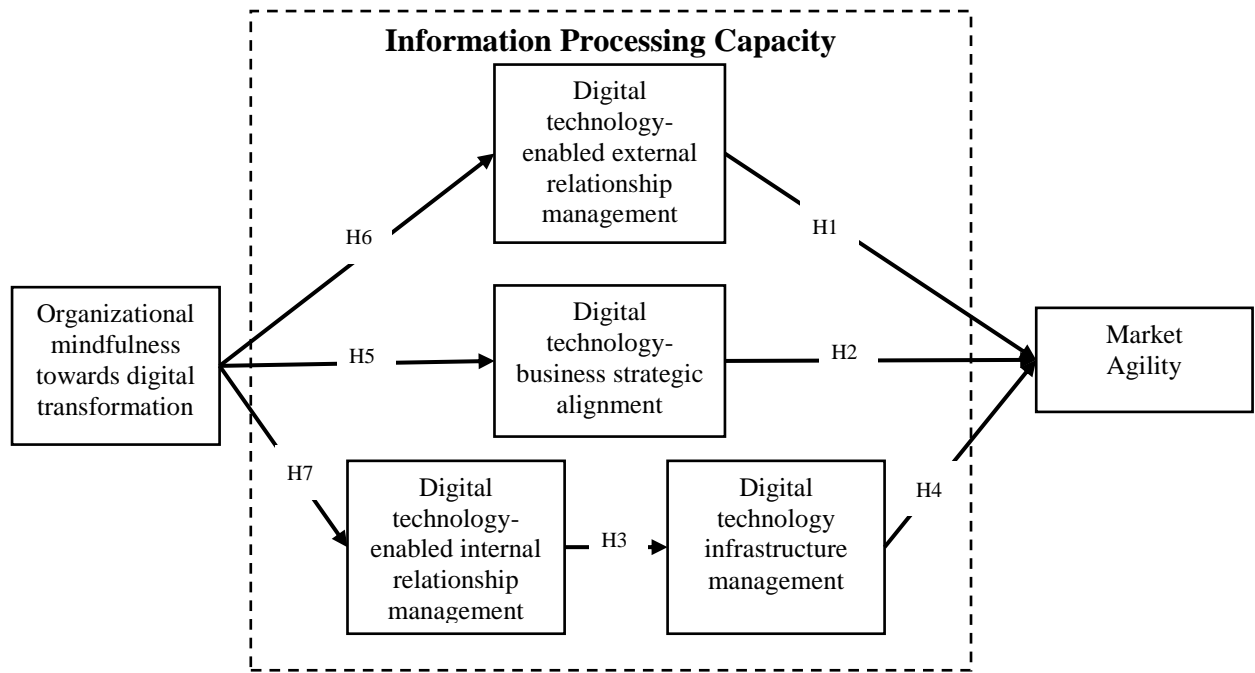 Information Processing Capacity
Digital
technology-
enabled external
relationship
management
H6
H1
Organizational
mindfulness
towards digital
transformation
H5
Digital
technology-
business strategic
alignment
H2
Market
Agility
H7
Digital
technology-
enabled internal
relationship
management
H3
Digital
technology
infrastructure
management
H4